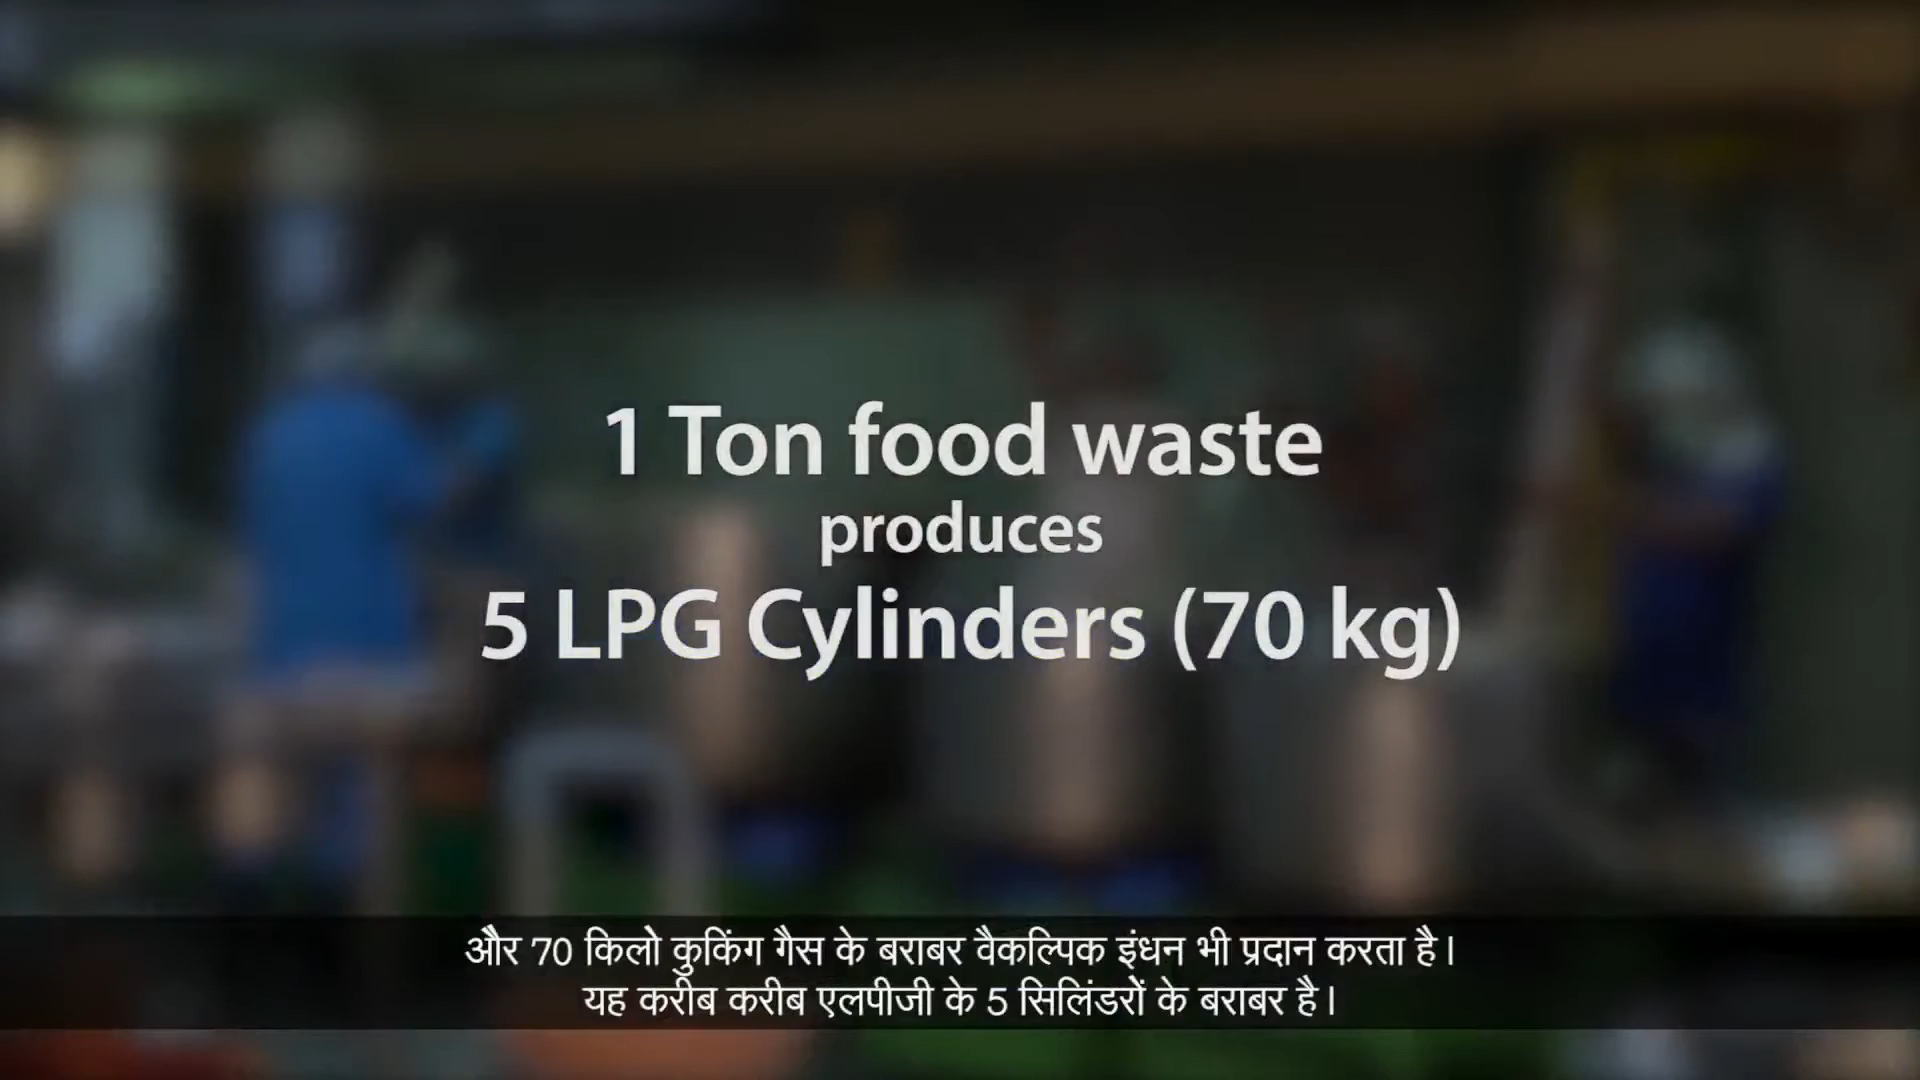 1 Ton food waste
produces
5 LPG Cylinders (70 kg)
और 70 किलो कुकिंग गैस के बराबर वैकल्पिक इंधन भी प्रदान करता है।
यह करीब करीब एलपीजी के 5 सिलिंडरों के बराबर है।